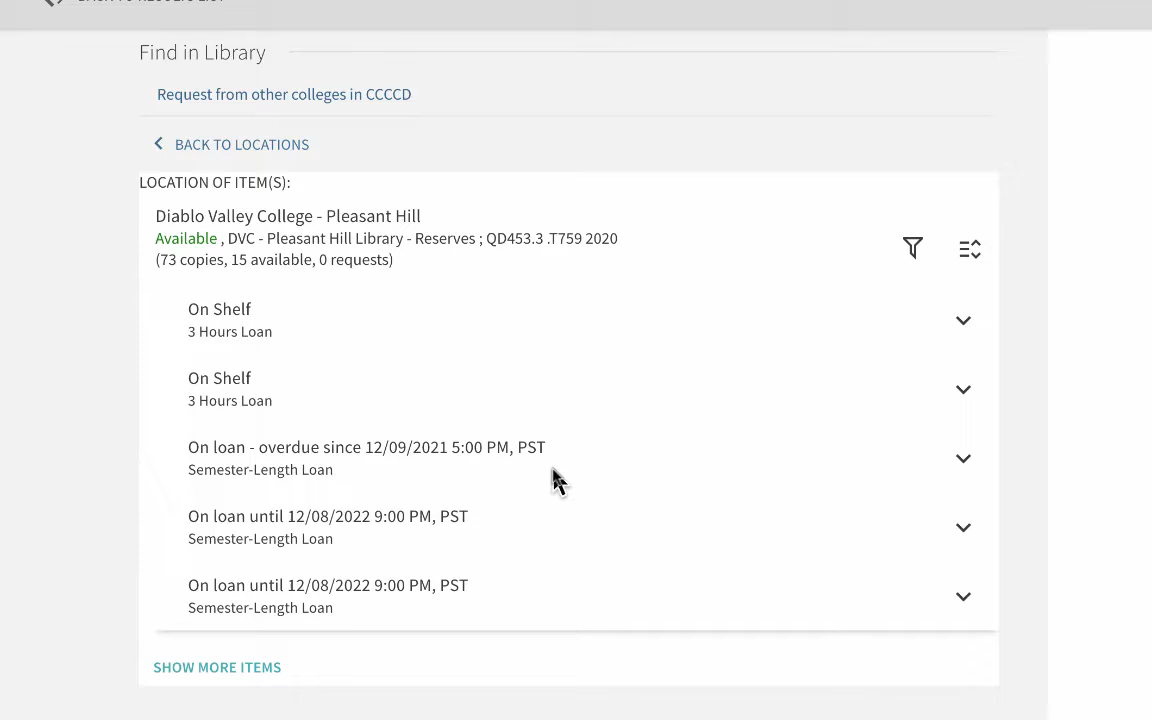 Find in Library
Request from other colleges in CCCCD
BACK TO LOCATIONS
LOCATION OF ITEM(S):
Diablo Valley College - Pleasant Hill
Available , DVC - Pleasant Hill Library - Reserves ; QD453.3 .T759 2020
(73 copies, 15 available, 0 requests)
On Shelf
3 Hours Loan
On Shelf
3 Hours Loan
On loan - overdue since 12/09/2021 5:00 PM, PST
Semester-Length Loan
On loan until 12/08/2022 9:00 PM, PST
Semester-Length Loan
On loan until 12/08/2022 9:00 PM, PST
Semester-Length Loan
SHOW MORE ITEMS